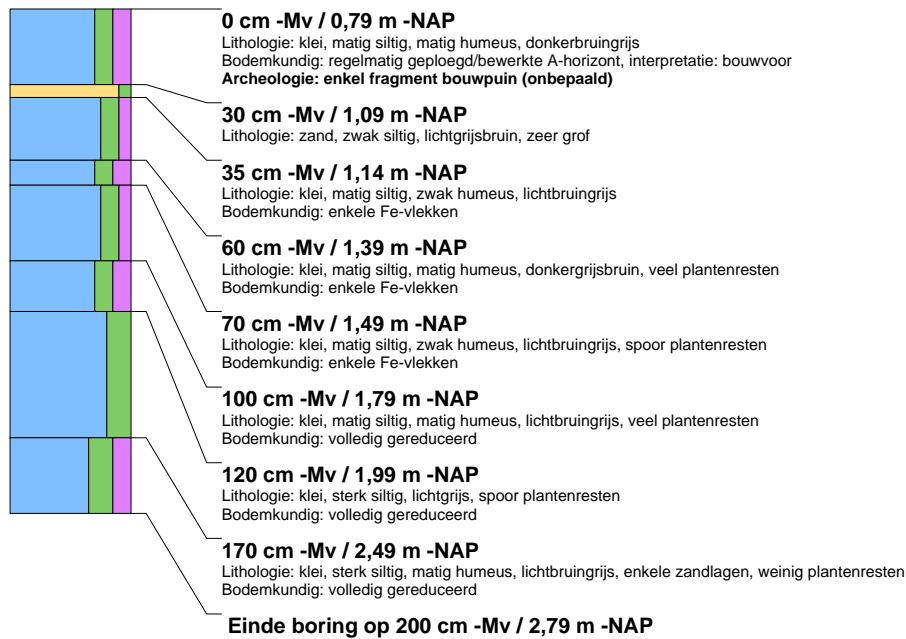 0 cm -Mv / 0,79 m -NAP
Lithologie: klei, matig siltig, matig humeus, donkerbruingrijs
Bodemkundig: regelmatig geploegd/bewerkte A-horizont, interpretatie: bouwvoor
Archeologie: enkel fragment bouwpuin (onbepaald)
30 cm -Mv / 1,09 m -NAP
Lithologie: zand, zwak siltig, lichtgrijsbruin, zeer grof
35 cm -Mv / 1,14 m -NAP
Lithologie: klei, matig siltig, zwak humeus, lichtbruingrijs
Bodemkundig: enkele Fe-vlekken
60 cm -Mv / 1,39 m -NAP
Lithologie: klei, matig siltig, matig humeus, donkergrijsbruin, veel plantenresten
Bodemkundig: enkele Fe-vlekken
70 cm -Mv / 1,49 m -NAP
Lithologie: klei, matig siltig, zwak humeus, lichtbruingrijs, spoor plantenresten
Bodemkundig: enkele Fe-vlekken
100 cm -Mv / 1,79 m -NAP
Lithologie: klei, matig siltig, matig humeus, lichtbruingrijs, veel plantenresten
Bodemkundig: volledig gereduceerd
120 cm -Mv / 1,99 m -NAP
Lithologie: klei, sterk siltig, lichtgrijs, spoor plantenresten
Bodemkundig: volledig gereduceerd
170 cm -Mv / 2,49 m -NAP
Lithologie: klei, sterk siltig, matig humeus, lichtbruingrijs, enkele zandlagen, weinig plantenresten
Bodemkundig: volledig gereduceerd
Einde boring op 200 cm -Mv / 2,79 m -NAP